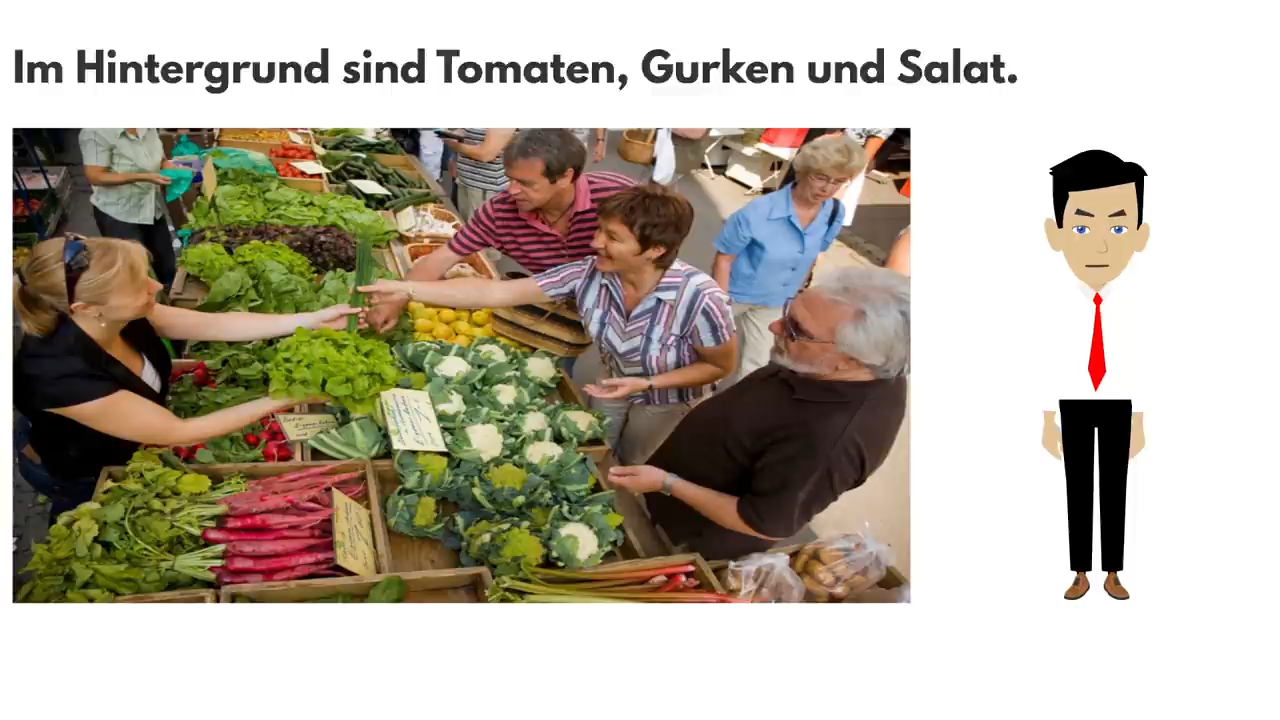 Im Hintergrund sind Tomaten, Gurken und Salat.